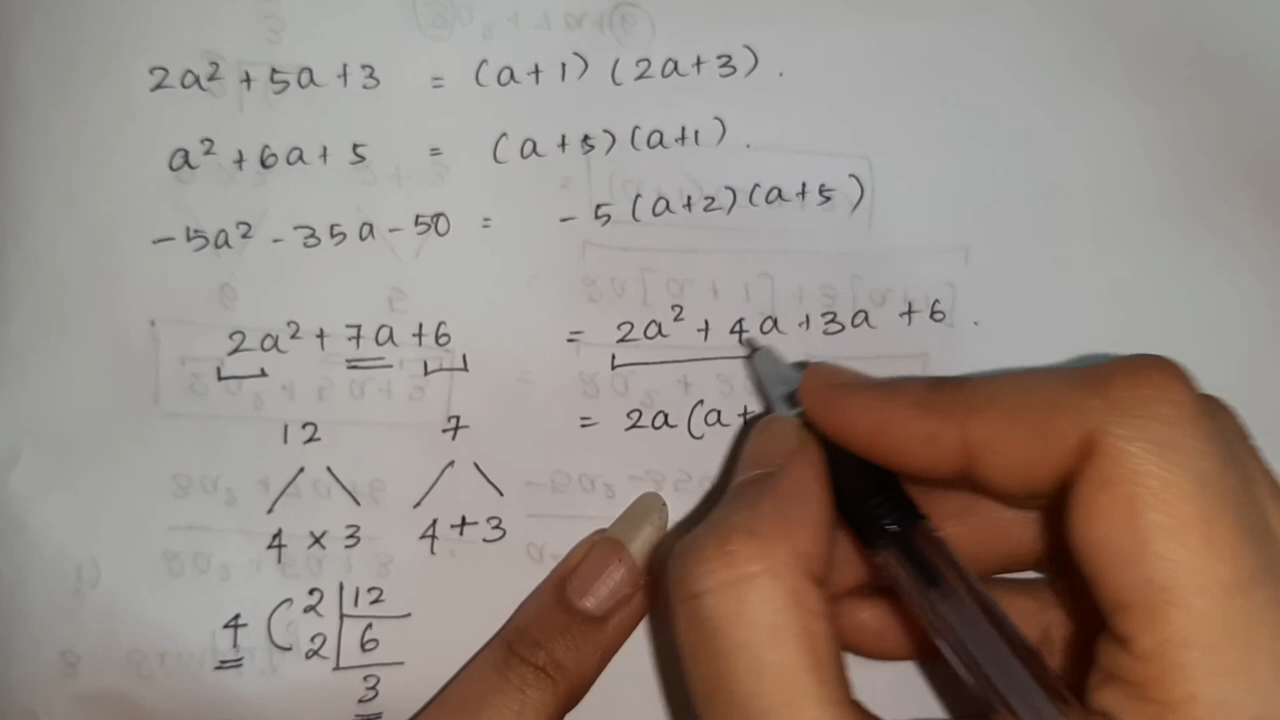 2a² + 5a + 3 = (a + 1) (2a + 3).
a² + 6a + 5 = (a + 5) (a + 1).
-5a² - 35a - 50 = -5 (a + 2) (a + 5)
2a² + 7a + 6 = 2a² + 4a + 3a + 6.
= 2a (a +
12 7
4 × 3 4 + 3
4 ( 2 | 12
2 | 6
3